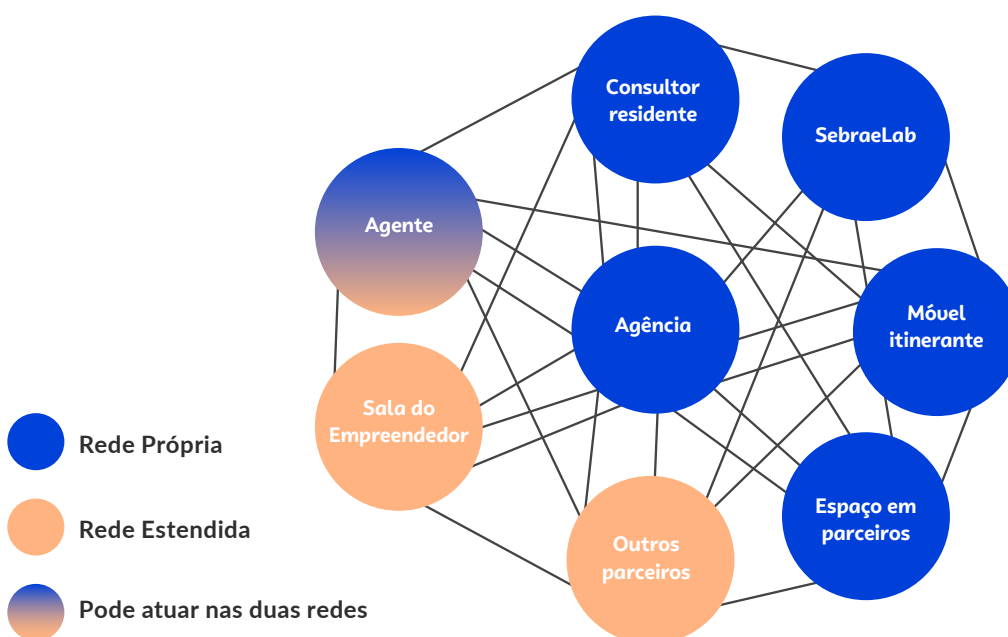 Consultor
residente
SebraeLab
Agente
Agência
Móvel
itinerante
Sala do
Empreendedor
Rede Própria
Rede Estendida
Espaço em
parceiros
Outros
parceiros
Pode atuar nas duas redes